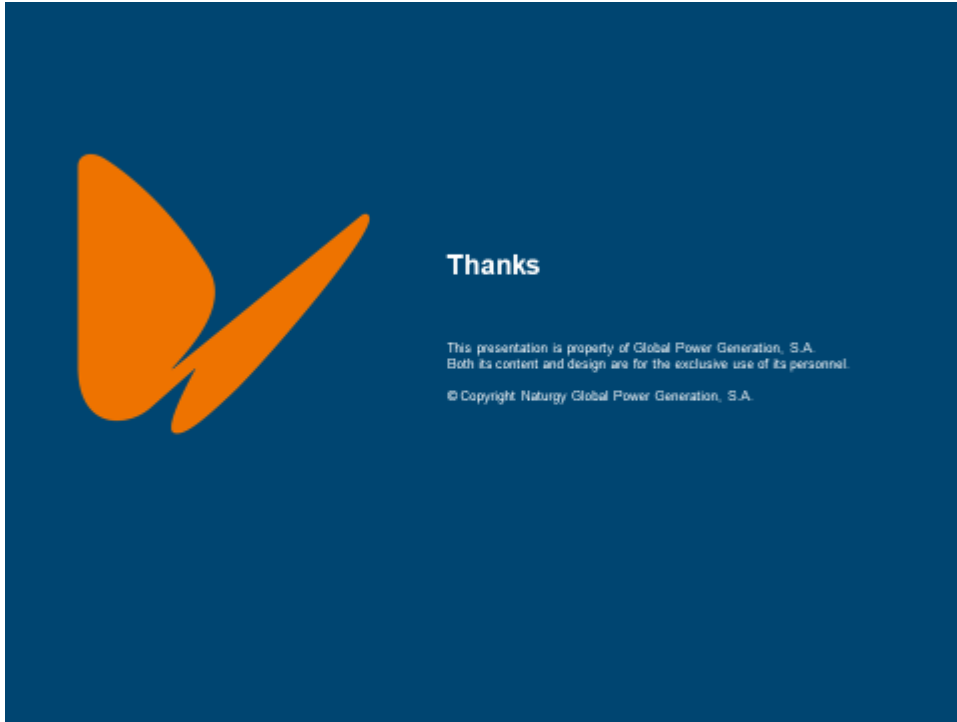 Thanks
This presentation is property of Global Power Generation, S.A.
Both its content and design are for the exclusive use of its personnel.
© Copyright Naturgy Global Power Generation, S.A.